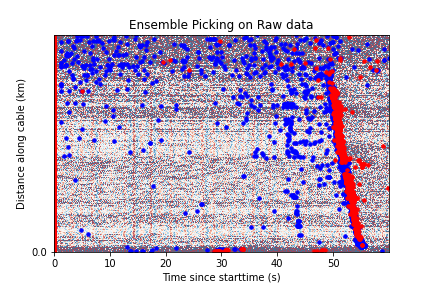 Ensemble Picking on Raw data
Distance along cable (km)
0.0
0 10 20 30 40 50
Time since starttime (s)